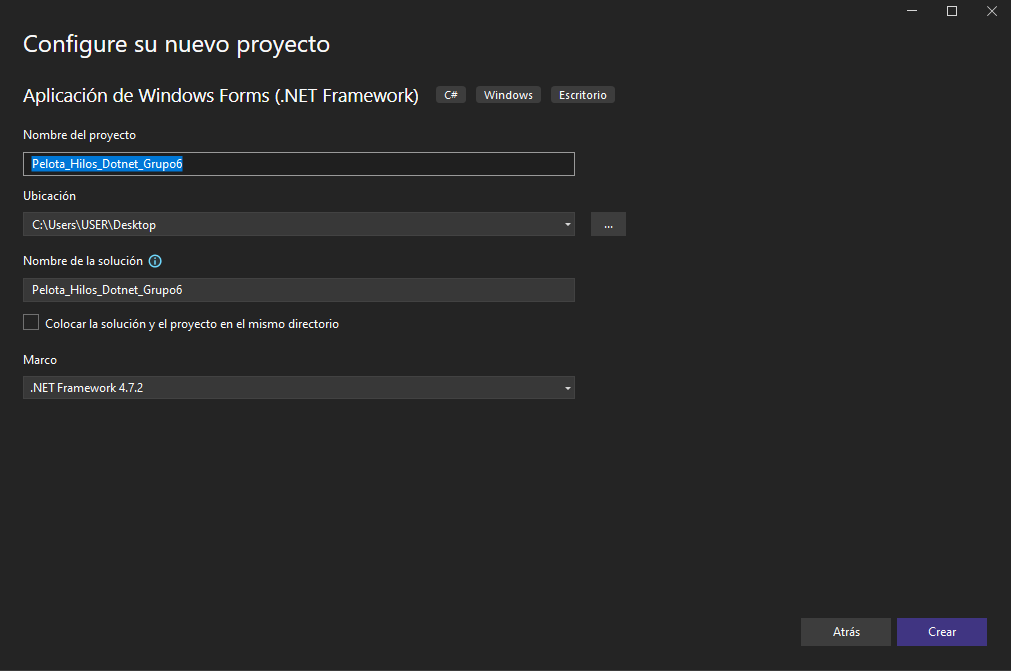 Configure su nuevo proyecto
Aplicación de Windows Forms (.NET Framework) C# Windows Escritorio
Nombre del proyecto
Pelota_Hilos_Dotnet_Grupo6
Ubicación
C:\Users\USER\Desktop
...
Nombre de la solución
Pelota_Hilos_Dotnet_Grupo6
Colocar la solución y el proyecto en el mismo directorio
Marco
.NET Framework 4.7.2
Atrás Crear